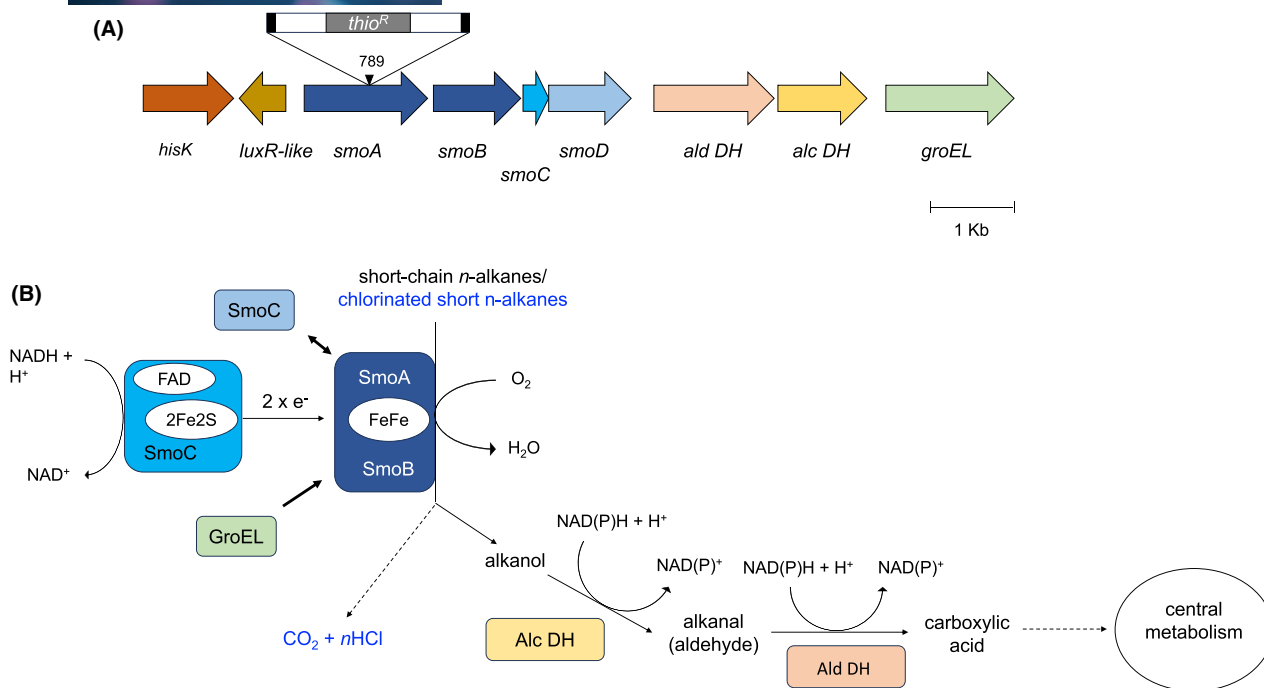 (A)
thioR
789
hisK
luxR-like
smoA
smoB
smoC
smoD
ald DH
alc DH
groEL
1 Kb
(B)
short-chain n-alkanes/
chlorinated short n-alkanes
SmoC
NADH +
H+
FAD
2Fe2S
SmoC
NAD+
2 x e-
SmoA
FeFe
SmoB
O2
H2O
GroEL
CO2 + nHCl
alkanol
NAD(P)H + H+
NAD(P)+
Alc DH
alkanal
(aldehyde)
NAD(P)H + H+
NAD(P)+
Ald DH
carboxylic
acid
central
metabolism